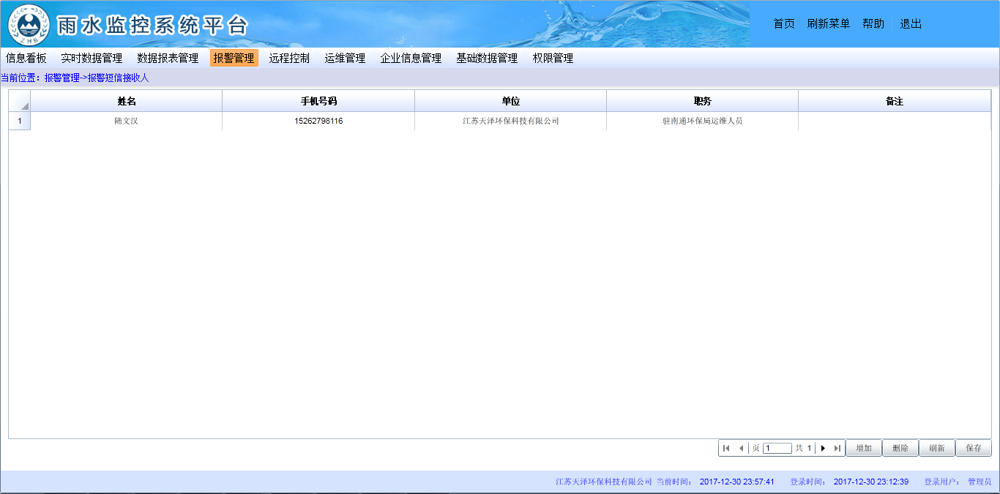 雨水监控系统平台 首页 刷新菜单 帮助 退出
ZHB
信息看板 实时数据管理 数据报表管理 报警管理 远程控制 运维管理 企业信息管理 基础数据管理 权限管理
当前位置：报警管理->报警短信接收人
姓名 手机号码 单位 职务 备注
1 陆文汉 15262798116 江苏天泽环保科技有限公司 驻南通环保局运维人员
页 1 共 1 增加 删除 刷新 保存
江苏天泽环保科技有限公司 当前时间： 2017-12-30 23:57:41 登录时间： 2017-12-30 23:12:39 登录用户： 管理员